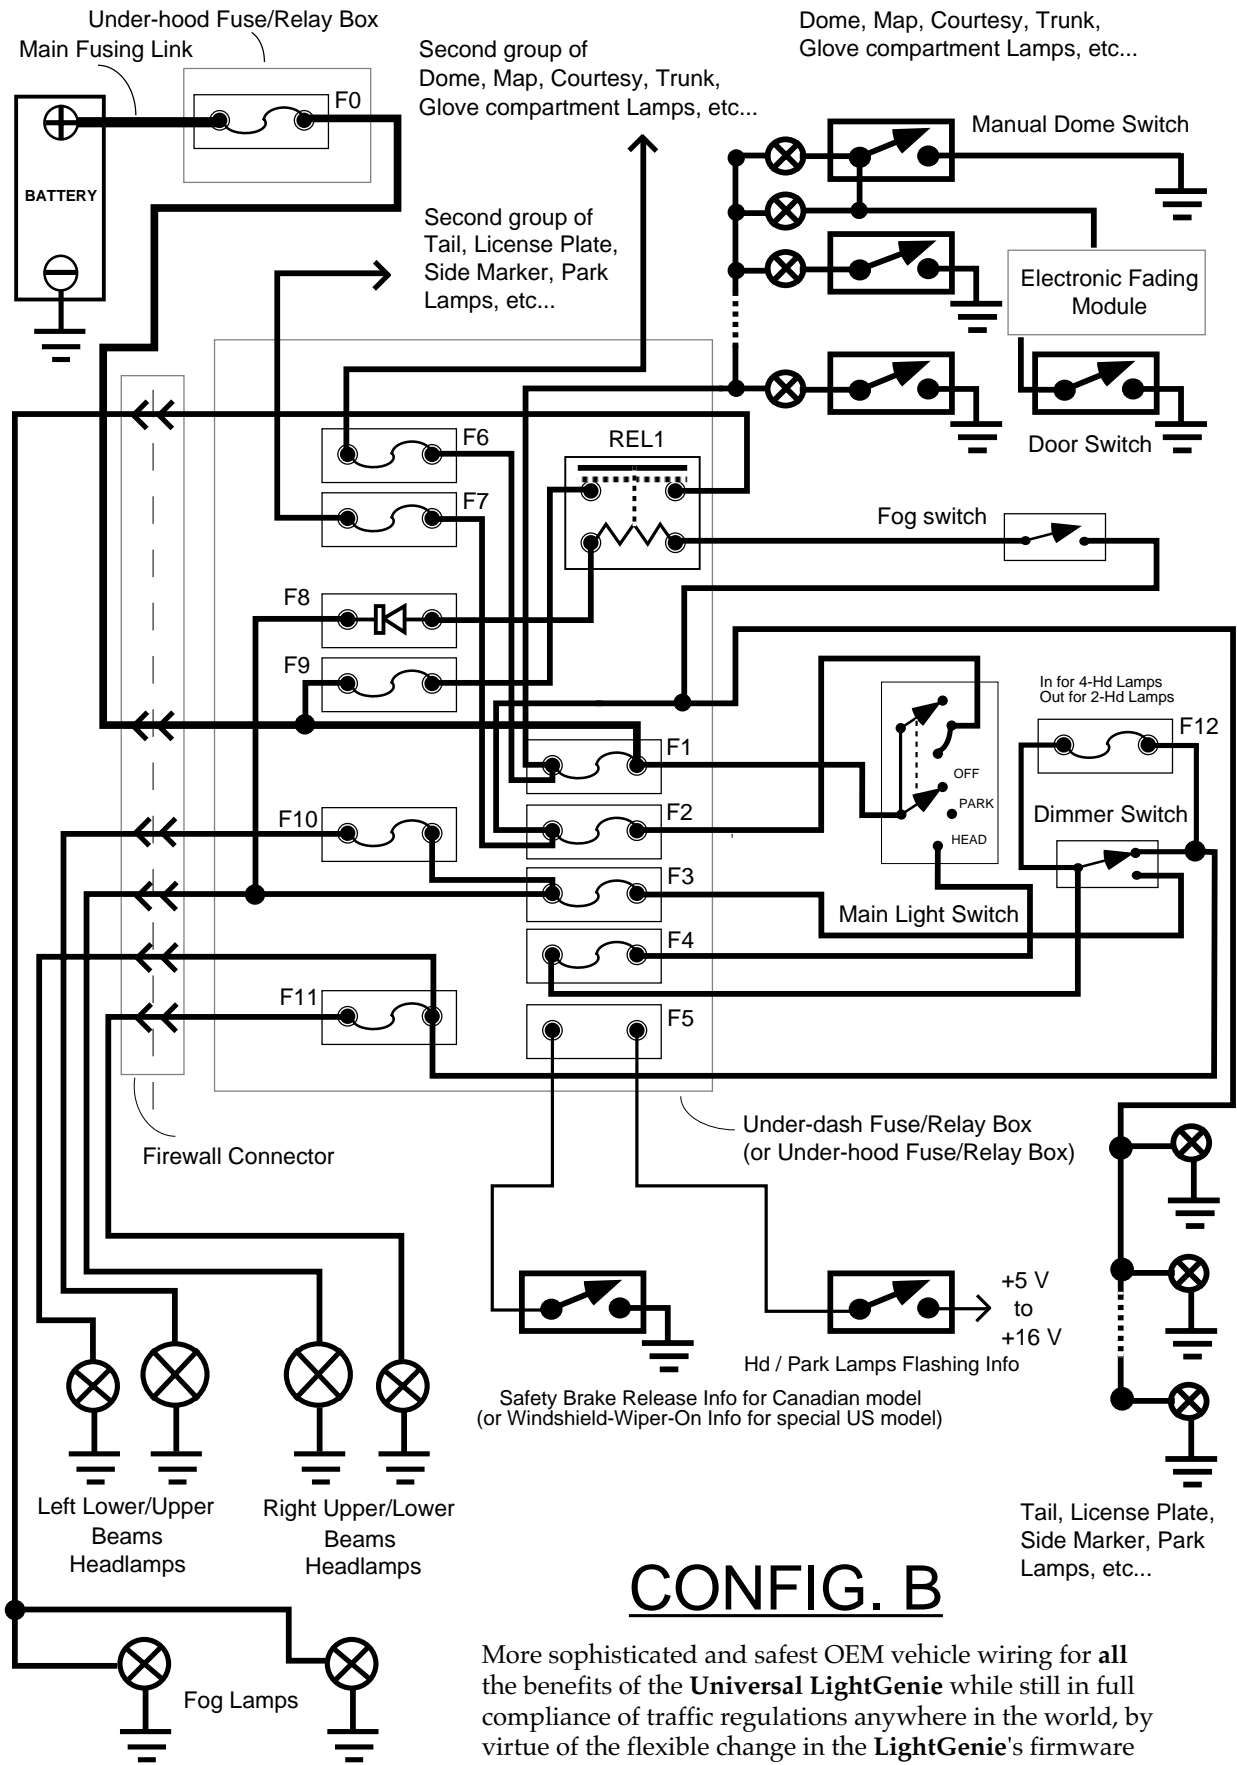 Under-hood Fuse/Relay Box
Main Fusing Link
F0
BATTERY
Second group of
Dome, Map, Courtesy, Trunk,
Glove compartment Lamps, etc...
Dome, Map, Courtesy, Trunk,
Glove compartment Lamps, etc...
Manual Dome Switch
Second group of
Tail, License Plate,
Side Marker, Park
Lamps, etc...
Electronic Fading
Module
Door Switch
F6
REL1
F7
Fog switch
F8
F9
In for 4-Hd Lamps
Out for 2-Hd Lamps
F12
F1
OFF
PARK
HEAD
F10
F2
Dimmer Switch
F3
Main Light Switch
F4
F11
F5
Firewall Connector
Under-dash Fuse/Relay Box
(or Under-hood Fuse/Relay Box)
+5 V
to
+16 V
Hd / Park Lamps Flashing Info
Safety Brake Release Info for Canadian model
(or Windshield-Wiper-On Info for special US model)
Left Lower/Upper
Beams
Headlamps
Right Upper/Lower
Beams
Headlamps
Tail, License Plate,
Side Marker, Park
Lamps, etc...
CONFIG. B
Fog Lamps
More sophisticated and safest OEM vehicle wiring for all
the benefits of the Universal LightGenie while still in full
compliance of traffic regulations anywhere in the world, by
virtue of the flexible change in the LightGenie's firmware